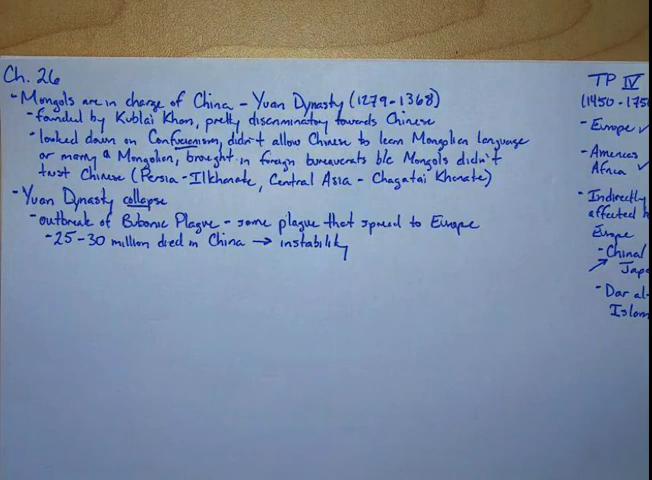 Ch. 26
- Mongols are in charge of China - Yuan Dynasty (1279-1368)
- founded by Kublai Khan, pretty discriminatory towards Chinese
- looked down on Confucianism, didn't allow Chinese to learn Mongolian language
or marry a Mongolian, brought in foreign bureaucrats b/c Mongols didn't
trust Chinese (Persia - Ilkhanate, Central Asia - Chagatai Khanate)
- Yuan Dynasty collapse
- outbreak of Bubonic Plague - same plague that spread to Europe
- 25-30 million died in China → instability
TP IV
(1450-175
- Europe ✓
- Americas
Africa ✓
- Indirectly
affected
Europe
- China
Japa
- Dar al-
Islam